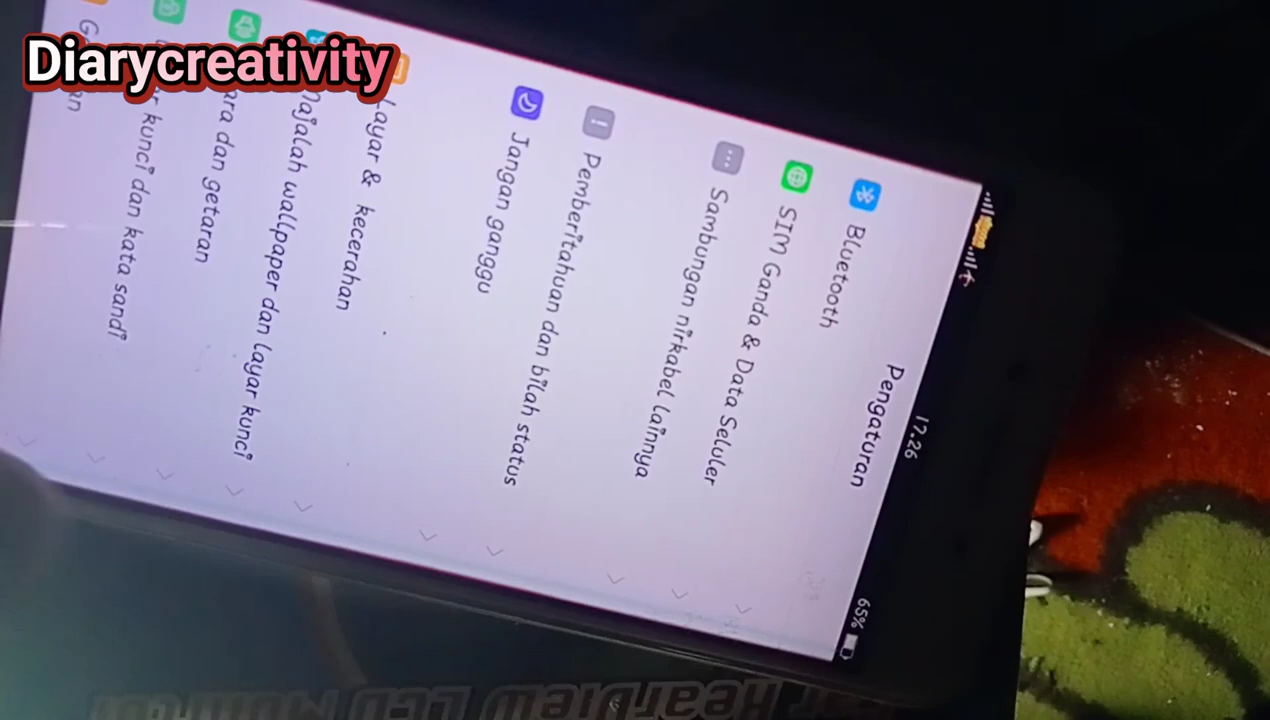 Diarycreativity
17.26
65%
Pengaturan
Bluetooth
SIM Ganda & Data Seluler
Sambungan nirkabel lainnya
Pemberitahuan dan bilah status
Jangan ganggu
Layar & kecerahan
Majalah wallpaper dan layar kunci
ara dan getaran
kunci dan kata sandi